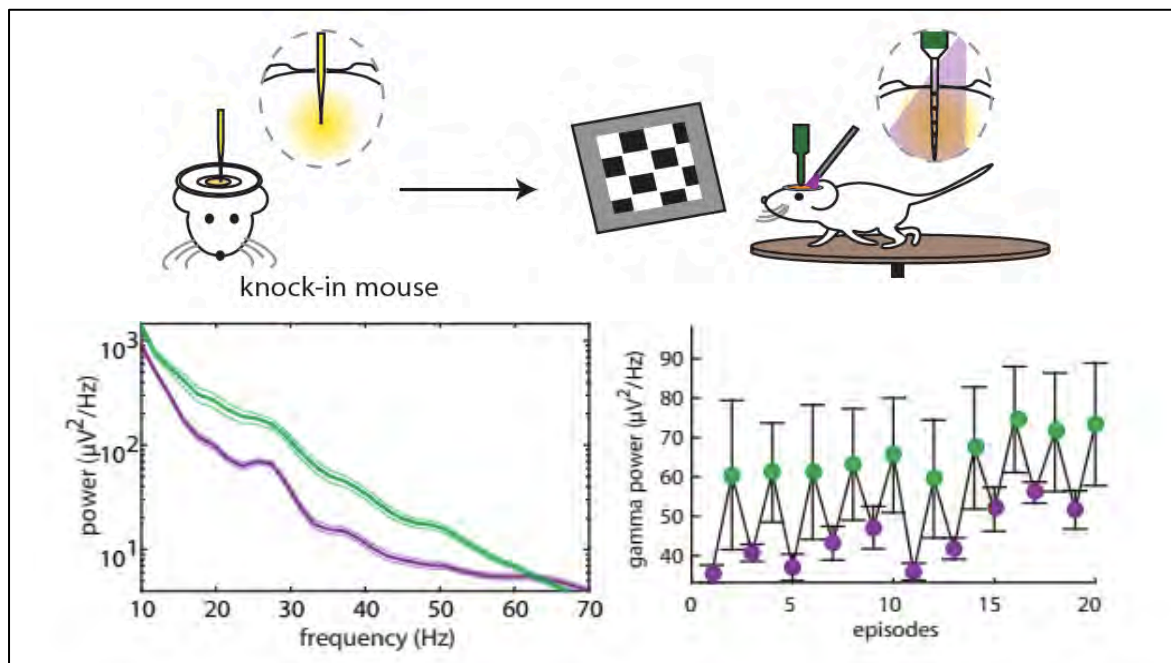 knock-in mouse
power (µV²/Hz)
10³
10²
10¹
10 20 30 40 50 60 70
frequency (Hz)
gamma power (µV²/Hz)
90
80
70
60
50
40
0 5 10 15 20
episodes